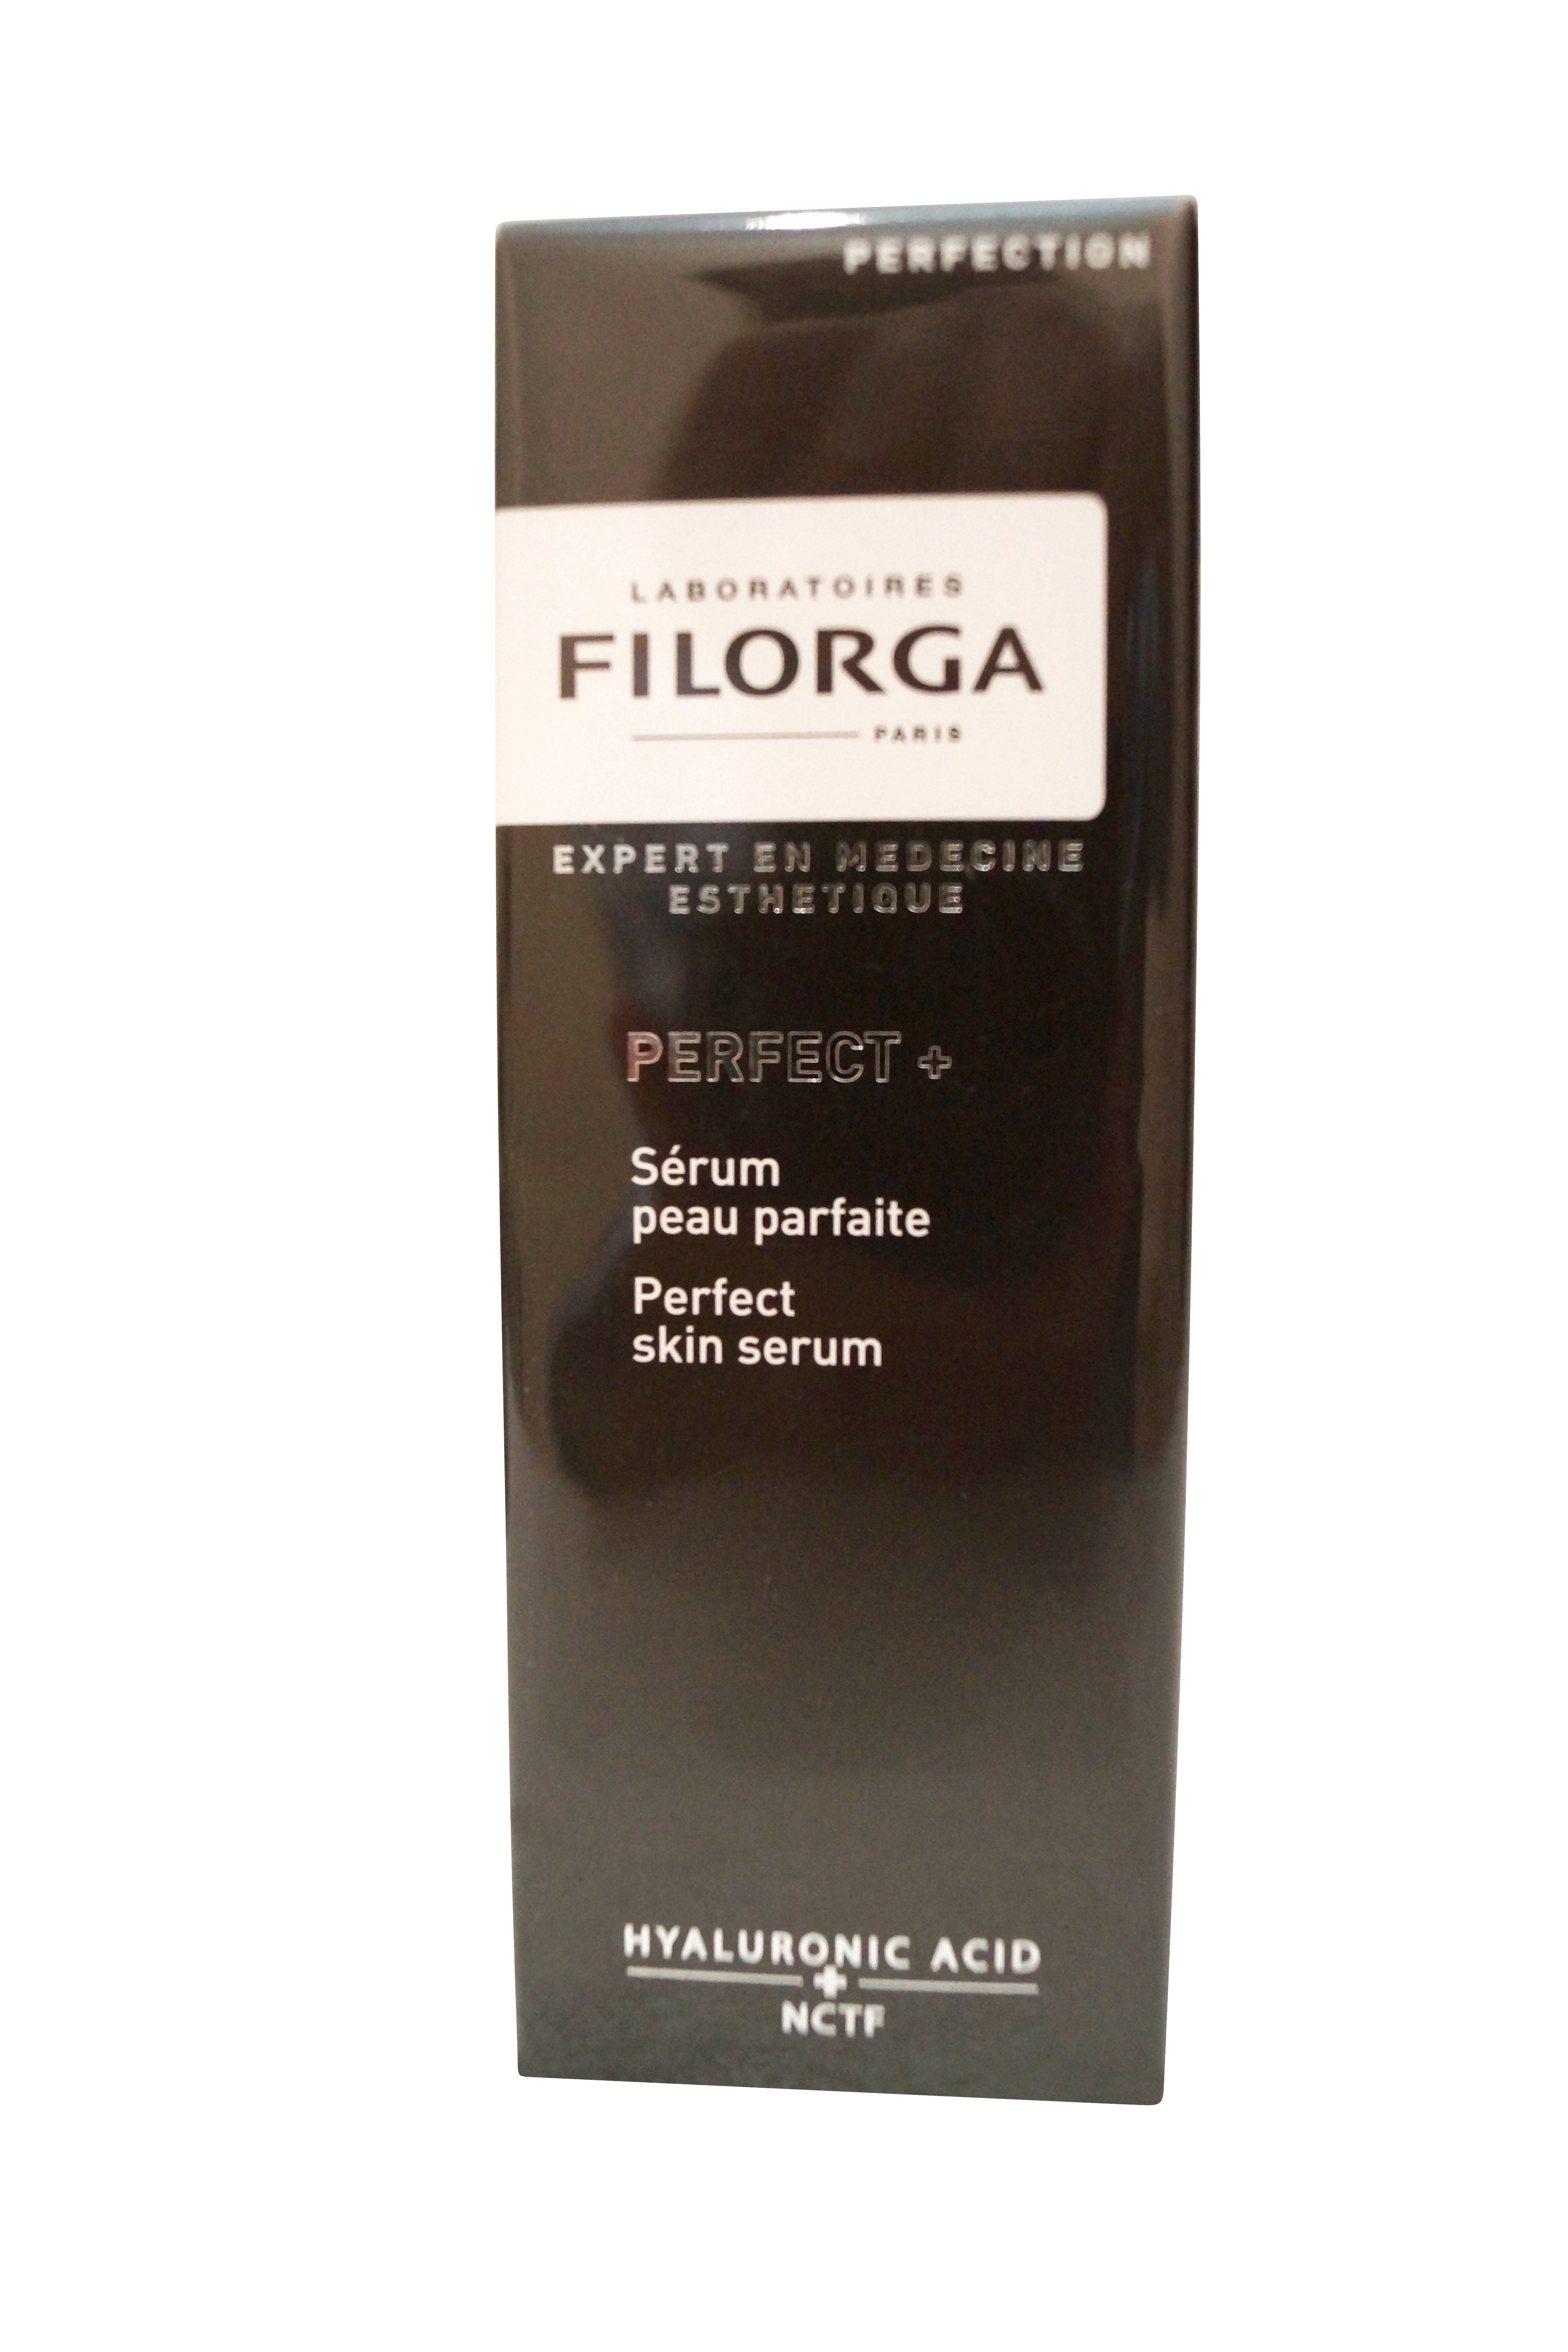 PERFECTION
LABORATOIRES
FILORGA
PARIS
EXPERT EN MEDECINE
ESTHETIQUE
PERFECT +
Sérum
peau parfaite
Perfect
skin serum
HYALURONIC ACID
+
NCTF